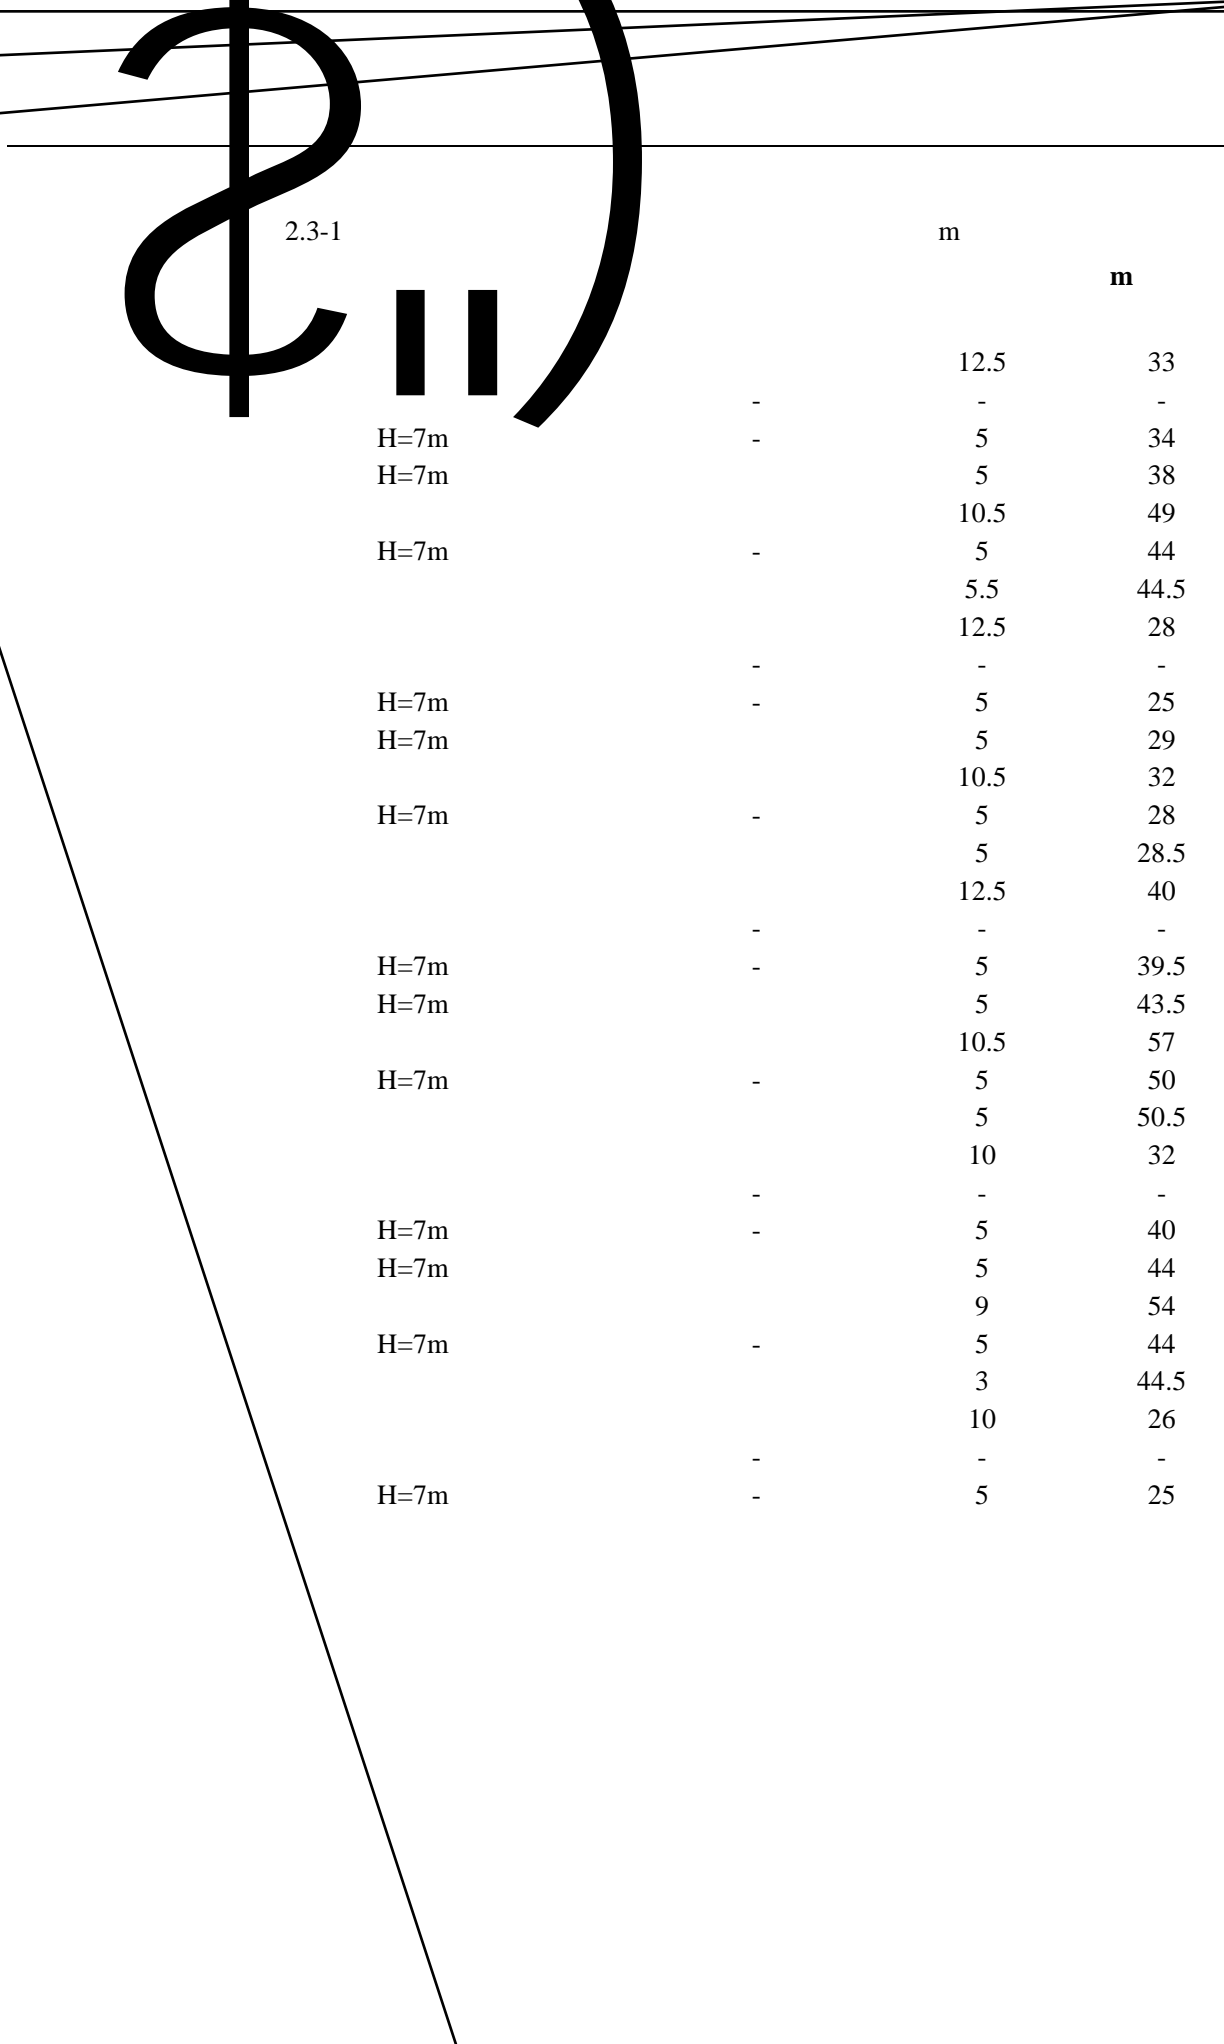 2.3-1 m
m
12.5 33
- - -
H=7m - 5 34
H=7m 5 38
10.5 49
H=7m - 5 44
5.5 44.5
12.5 28
- - -
H=7m - 5 25
H=7m 5 29
10.5 32
H=7m - 5 28
5 28.5
12.5 40
- - -
H=7m - 5 39.5
H=7m 5 43.5
10.5 57
H=7m - 5 50
5 50.5
10 32
- - -
H=7m - 5 40
H=7m 5 44
9 54
H=7m - 5 44
3 44.5
10 26
- - -
H=7m - 5 25